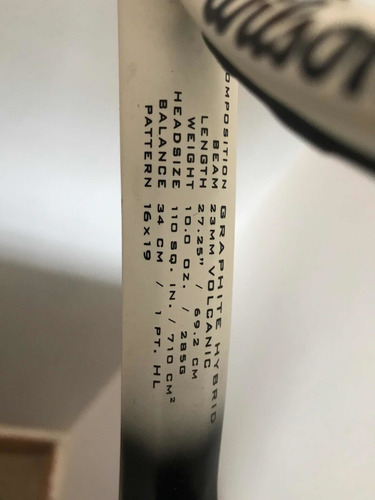 Wilson
COMPOSITION GRAPHITE HYBRID
BEAM 23MM VOLCANIC
LENGTH 27.25" / 69.2 CM
WEIGHT 10.0 OZ. / 285G
HEADSIZE 110 SQ. IN. / 710 CM²
BALANCE 34 CM / 1 PT. HL
PATTERN 16x19